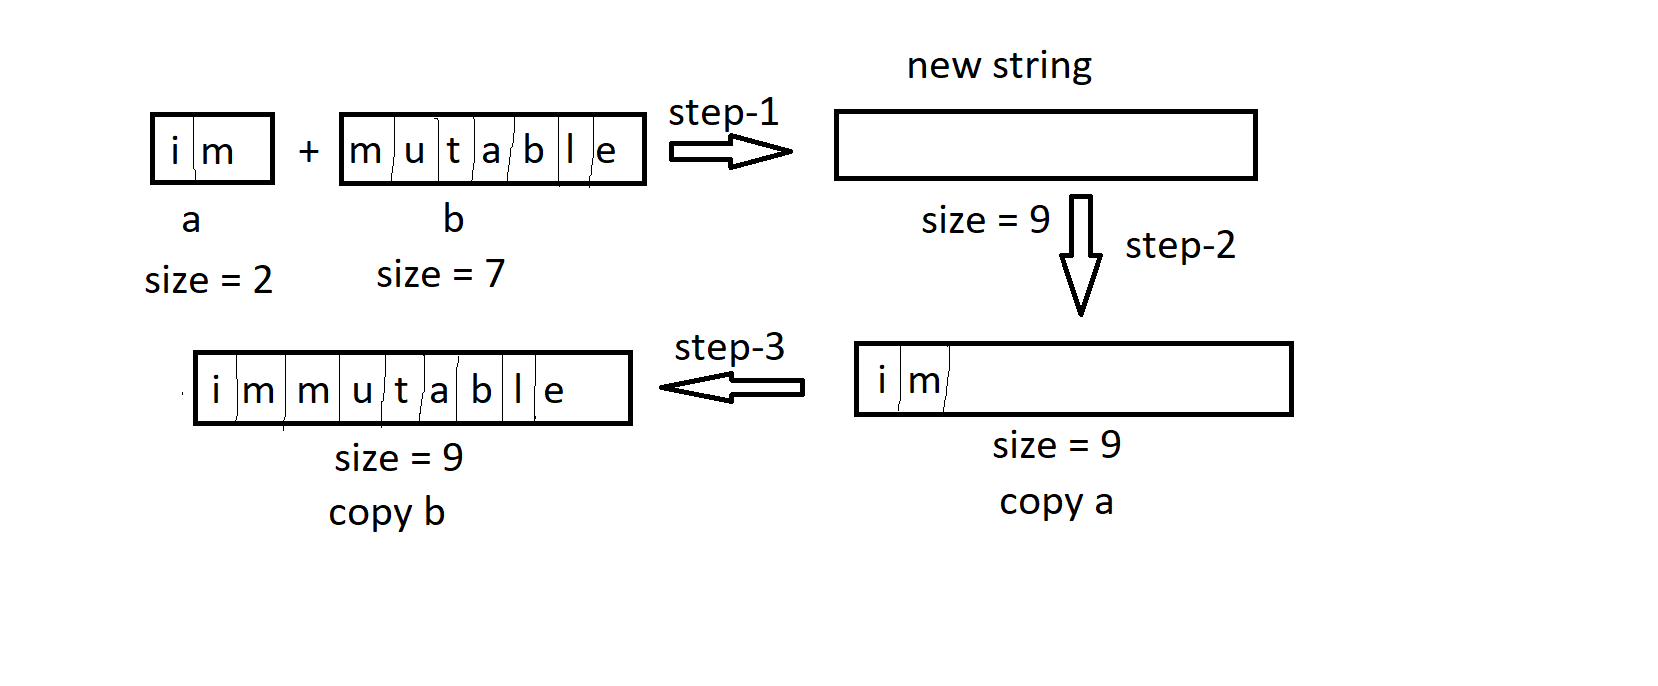 new string
step-1
i m + m u t a b l e
a b
size = 2 size = 7
size = 9
step-2
step-3
i m
i m m u t a b l e
size = 9
copy a
size = 9
copy b